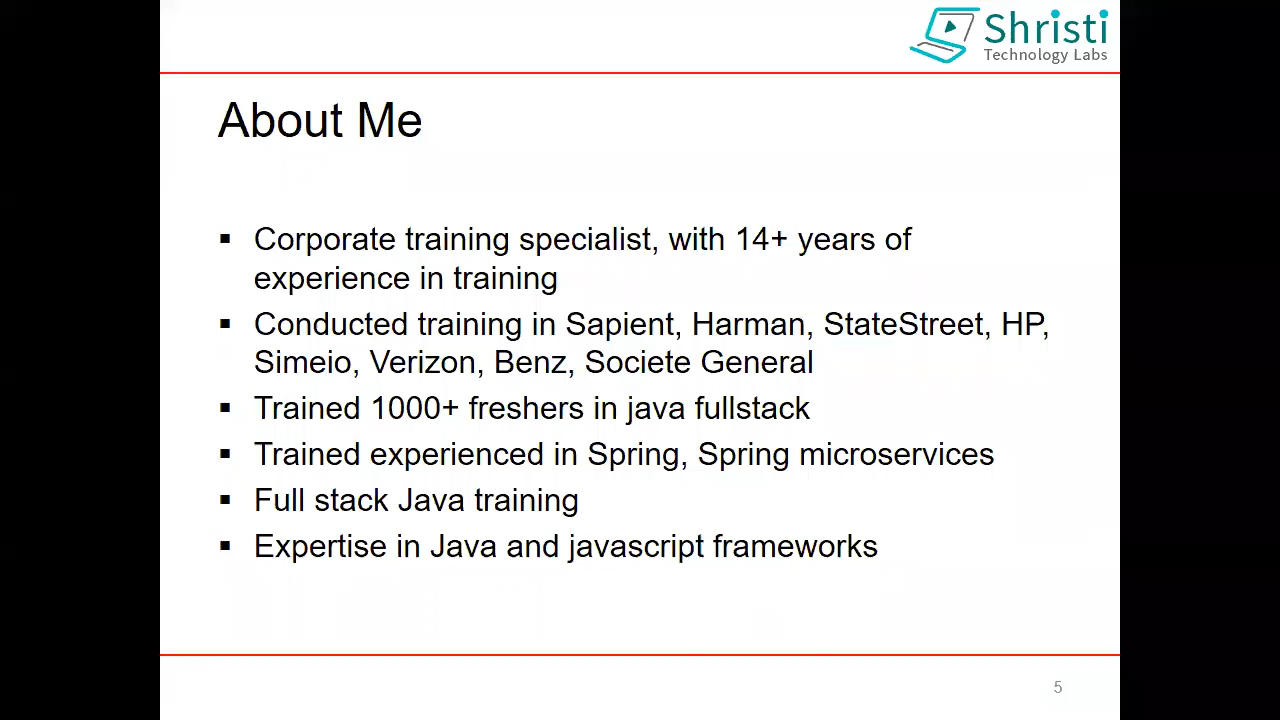 Shristi
Technology Labs
About Me
▪ Corporate training specialist, with 14+ years of
experience in training
▪ Conducted training in Sapient, Harman, StateStreet, HP,
Simeio, Verizon, Benz, Societe General
▪ Trained 1000+ freshers in java fullstack
▪ Trained experienced in Spring, Spring microservices
▪ Full stack Java training
▪ Expertise in Java and javascript frameworks
5